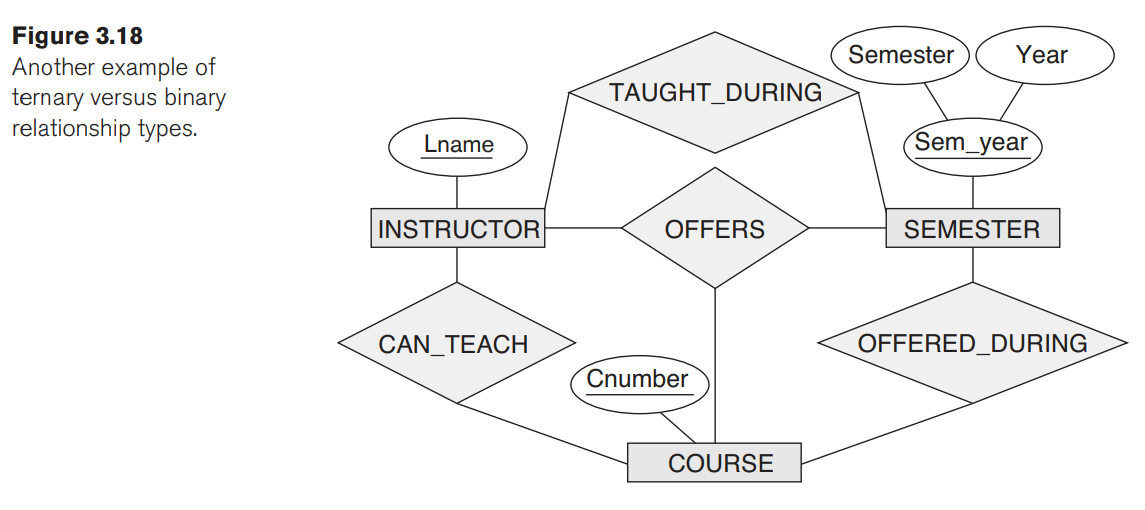 Figure 3.18
Another example of
ternary versus binary
relationship types.
Semester
Year
TAUGHT_DURING
Lname
Sem_year
INSTRUCTOR
OFFERS
SEMESTER
CAN_TEACH
OFFERED_DURING
Cnumber
COURSE